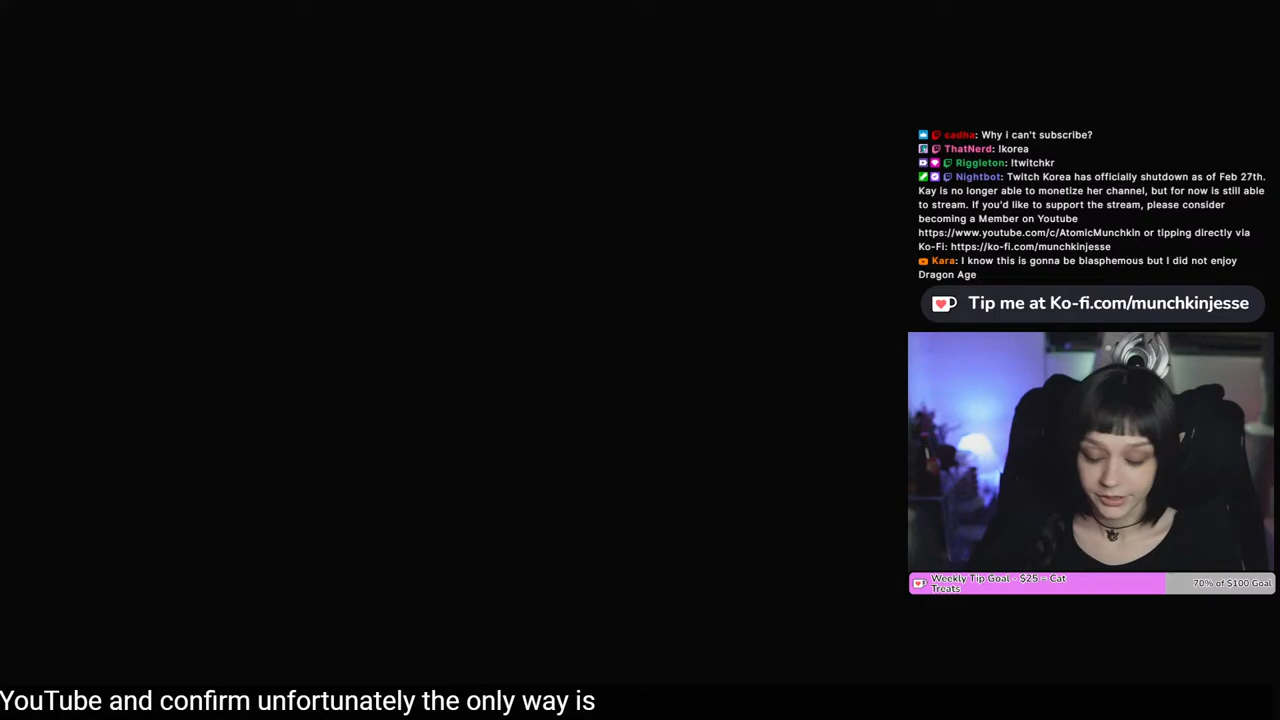 cadha: Why i can't subscribe?
ThatNerd: !korea
Riggleton: !twitchkr
Nightbot: Twitch Korea has officially shutdown as of Feb 27th.
Kay is no longer able to monetize her channel, but for now is still able
to stream. If you'd like to support the stream, please consider
becoming a Member on Youtube
https://www.youtube.com/c/AtomicMunchkin or tipping directly via
Ko-Fi: https://ko-fi.com/munchkinjesse
Kara: I know this is gonna be blasphemous but I did not enjoy
Dragon Age
Tip me at Ko-fi.com/munchkinjesse
Weekly Tip Goal - $25 = Cat
Treats
70% of $100 Goal
YouTube and confirm unfortunately the only way is